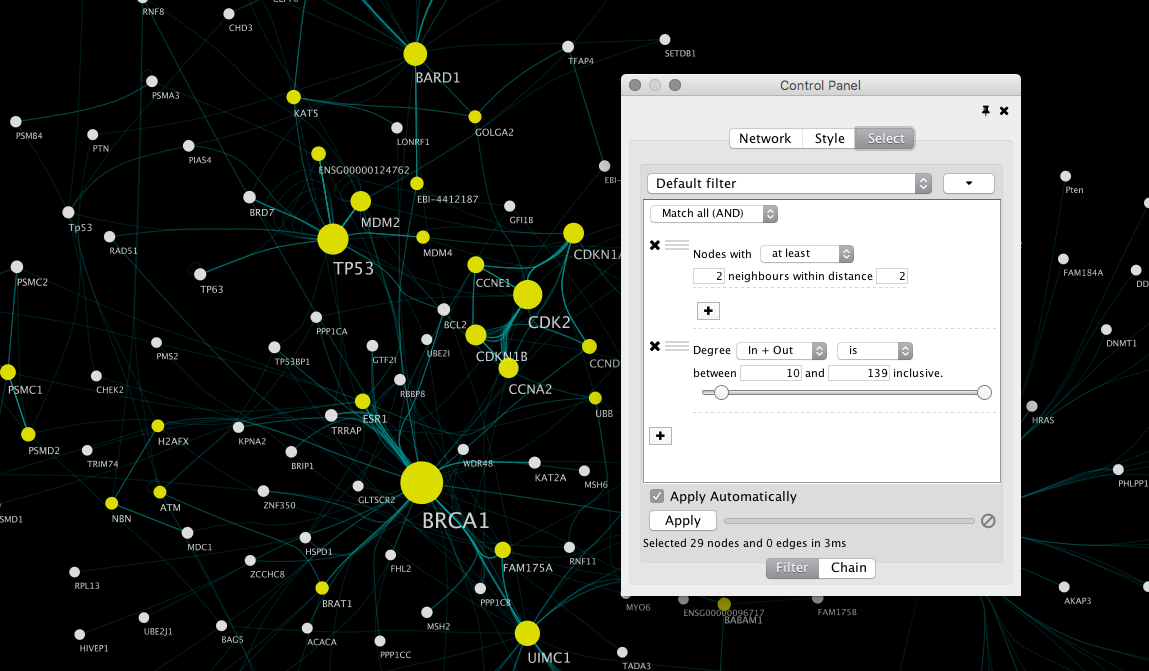 RNF8
CHD3
SETDB1
TFAP4
BARD1
PSMA3
KAT5
PSMB4
PTN
GOLGA2
LONRF1
PIAS4
ENSG00000124762
EBI-
EBI-4412187
BRD7
MDM2
GFI1B
Tp53
RAD51
MDM4
CDKN1A
TP53
PSMC2
TP63
CCNE1
CDK2
PPP1CA
BCL2
PMS2
TP53BP1
GTF2I
UBE2I
CDKN1B
CCND
PSMC1
CHEK2
RBBP8
CCNA2
UBB
ESR1
TRRAP
H2AFX
KPNA2
PSMD2
TRIM74
BRIP1
WDR48
KAT2A
MSH6
GLTSCR2
ZNF350
ATM
NBN
SMD1
BRCA1
MDC1
HSPD1
FHL2
FAM175A
RNF11
ZCCHC8
RPL13
BRAT1
PPP1CB
UBE2J1
BAG5
ACACA
MSH2
HIVEP1
PPP1CC
UIMC1
TADA3
MYO6
ENSG00000096717
BABAM1
FAM175B
Pten
FAM184A
DD
DNMT1
HRAS
PHLPP1
AKAP3
Control Panel
Network Style Select
Default filter
Match all (AND)
Nodes with at least
2 neighbours within distance 2
Degree In + Out is
between 10 and 139 inclusive.
Apply Automatically
Apply
Selected 29 nodes and 0 edges in 3ms
Filter Chain